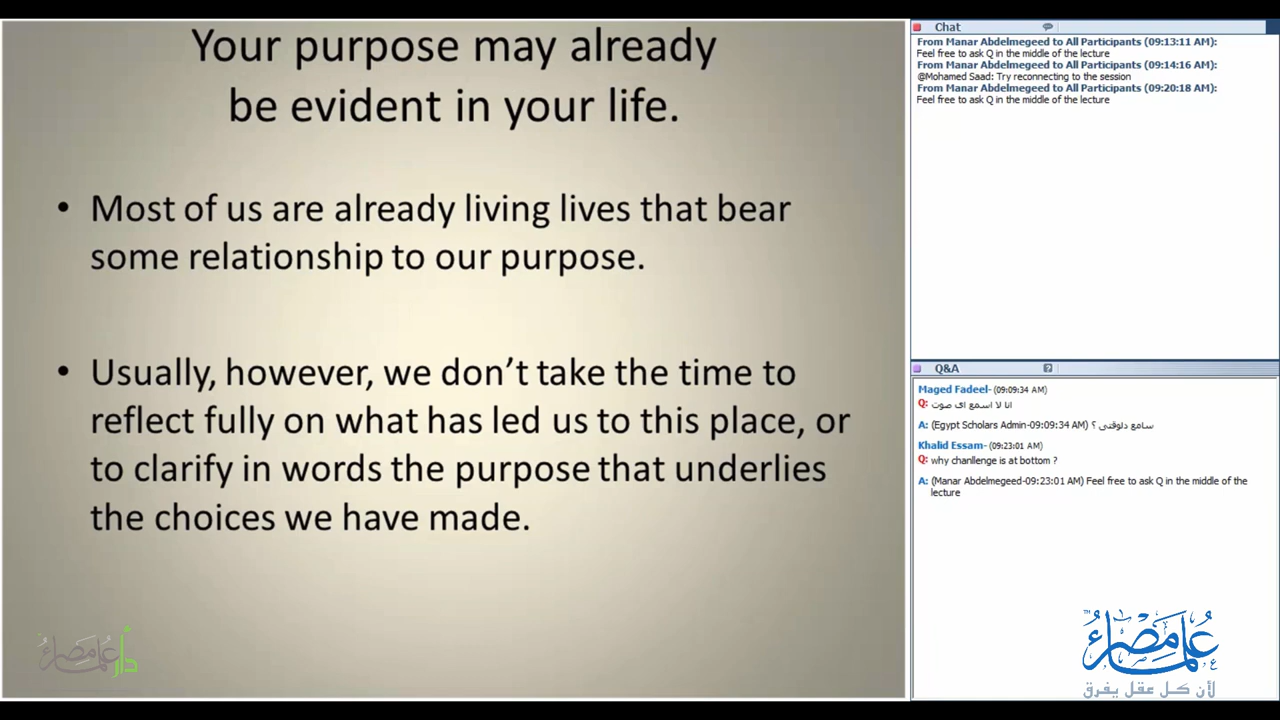 Your purpose may already
be evident in your life.
• Most of us are already living lives that bear
some relationship to our purpose.
• Usually, however, we don’t take the time to
reflect fully on what has led us to this place, or
to clarify in words the purpose that underlies
the choices we have made.
دار علماء مصر
Chat
From Manar Abdelmegeed to All Participants (09:13:11 AM):
Feel free to ask Q in the middle of the lecture
From Manar Abdelmegeed to All Participants (09:14:16 AM):
@Mohamed Saad: Try reconnecting to the session
From Manar Abdelmegeed to All Participants (09:20:18 AM):
Feel free to ask Q in the middle of the lecture
Q&A
Maged Fadeel- (09:09:34 AM)
Q: انا لا اسمع اى صوت
A: (Egypt Scholars Admin-09:09:34 AM) سامع دلوقتى ؟
Khalid Essam- (09:23:01 AM)
Q: why chanllenge is at bottom ?
A: (Manar Abdelmegeed-09:23:01 AM) Feel free to ask Q in the middle of the
lecture
علماء مصر
TM
لأن كل عقل يفرق